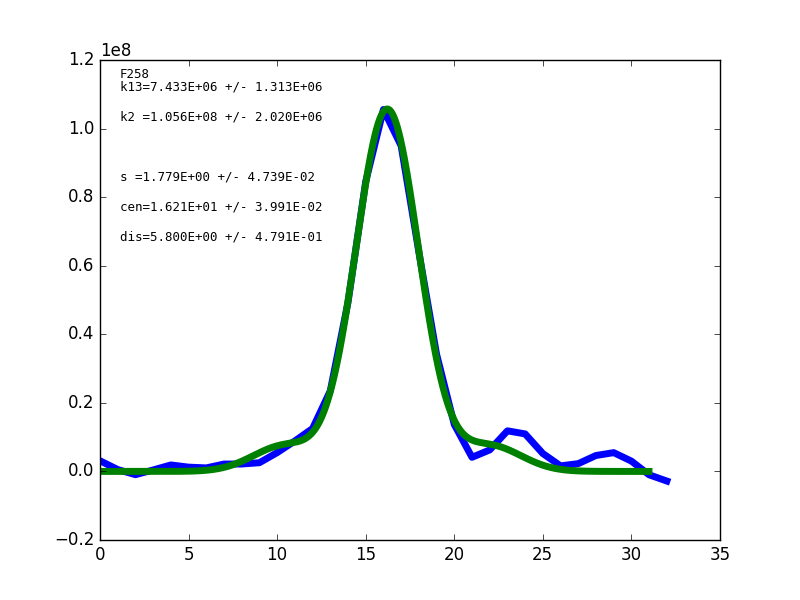 1e8
F258
k13=7.433E+06 +/- 1.313E+06
k2 =1.056E+08 +/- 2.020E+06
s =1.779E+00 +/- 4.739E-02
cen=1.621E+01 +/- 3.991E-02
dis=5.800E+00 +/- 4.791E-01
1.2
1.0
0.8
0.6
0.4
0.2
0.0
−0.2
0 5 10 15 20 25 30 35